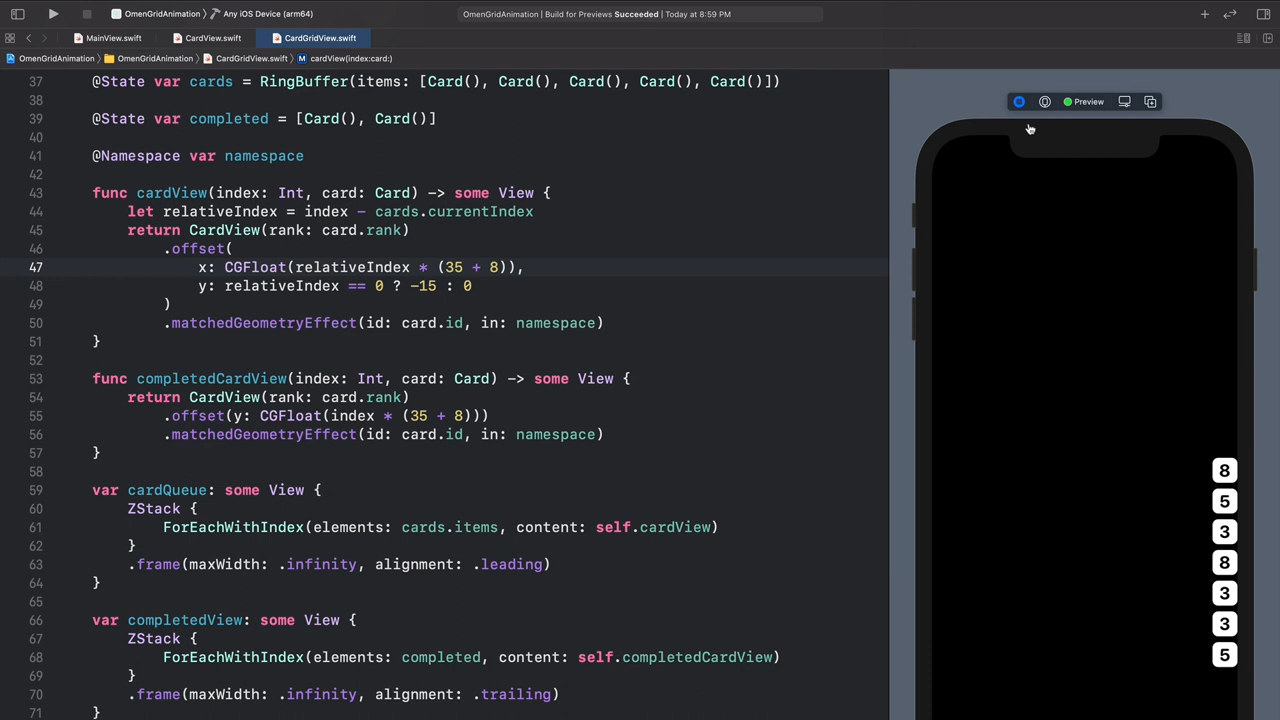 OmenGridAnimation
Any iOS Device (arm64)
OmenGridAnimation | Build for Previews Succeeded | Today at 8:59 PM
MainView.swift
CardView.swift
CardGridView.swift
OmenGridAnimation
OmenGridAnimation
CardGridView.swift
M cardView(index:card:)
37 @State var cards = RingBuffer(items: [Card(), Card(), Card(), Card(), Card()])
38
39 @State var completed = [Card(), Card()]
40
41 @Namespace var namespace
42
43 func cardView(index: Int, card: Card) -> some View {
44 let relativeIndex = index - cards.currentIndex
45 return CardView(rank: card.rank)
46 .offset(
47 x: CGFloat(relativeIndex * (35 + 8)),
48 y: relativeIndex == 0 ? -15 : 0
49 )
50 .matchedGeometryEffect(id: card.id, in: namespace)
51 }
52
53 func completedCardView(index: Int, card: Card) -> some View {
54 return CardView(rank: card.rank)
55 .offset(y: CGFloat(index * (35 + 8)))
56 .matchedGeometryEffect(id: card.id, in: namespace)
57 }
58
59 var cardQueue: some View {
60 ZStack {
61 ForEachWithIndex(elements: cards.items, content: self.cardView)
62 }
63 .frame(maxWidth: .infinity, alignment: .leading)
64 }
65
66 var completedView: some View {
67 ZStack {
68 ForEachWithIndex(elements: completed, content: self.completedCardView)
69 }
70 .frame(maxWidth: .infinity, alignment: .trailing)
71 }
Preview
8
5
3
8
3
3
5